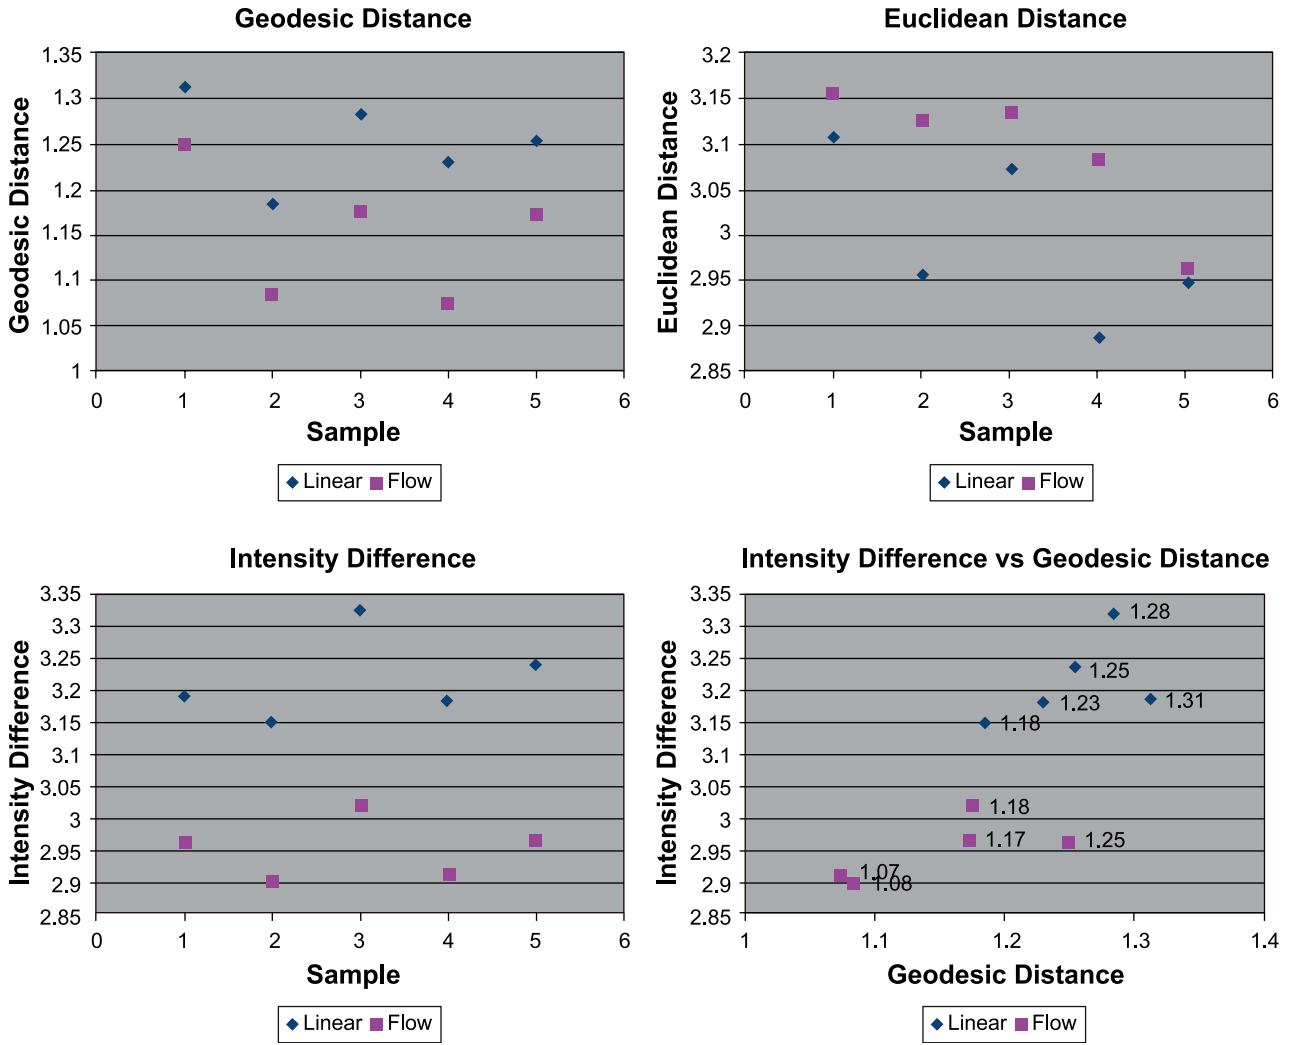 Geodesic Distance
Geodesic Distance
1.35
1.3
1.25
1.2
1.15
1.1
1.05
1
0 1 2 3 4 5 6
Sample
Linear Flow
Euclidean Distance
Euclidean Distance
3.2
3.15
3.1
3.05
3
2.95
2.9
2.85
0 1 2 3 4 5 6
Sample
Linear Flow
Intensity Difference
Intensity Difference
3.35
3.3
3.25
3.2
3.15
3.1
3.05
3
2.95
2.9
2.85
0 1 2 3 4 5 6
Sample
Linear Flow
Intensity Difference vs Geodesic Distance
Intensity Difference
3.35
3.3
3.25
3.2
3.15
3.1
3.05
3
2.95
2.9
2.85
1.28
1.25
1.23
1.31
1.18
1.18
1.17
1.25
1.07
1.08
1 1.1 1.2 1.3 1.4
Geodesic Distance
Linear Flow